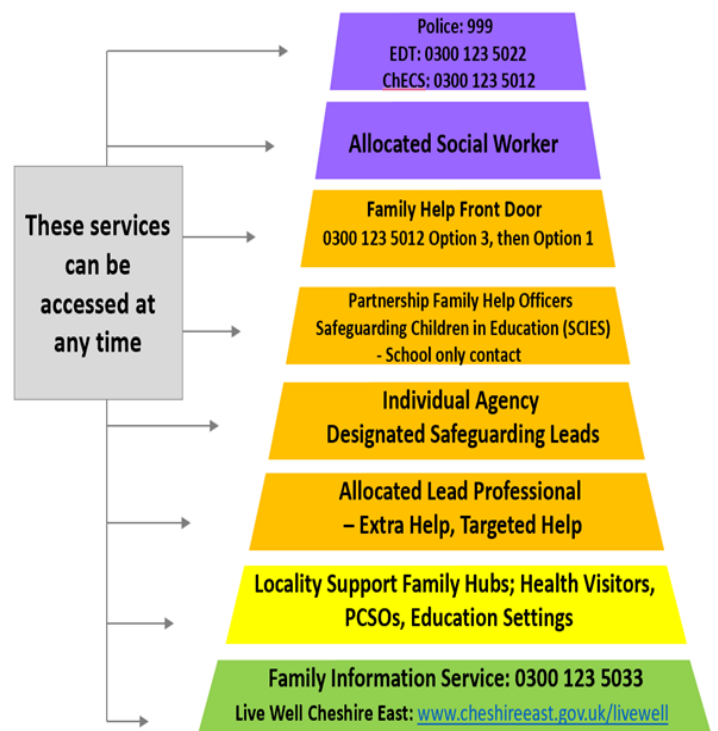 Police: 999
EDT: 0300 123 5022
ChECS: 0300 123 5012
Allocated Social Worker
These services
can be
accessed at
any time
Family Help Front Door
0300 123 5012 Option 3, then Option 1
Partnership Family Help Officers
Safeguarding Children in Education (SCIES)
- School only contact
Individual Agency
Designated Safeguarding Leads
Allocated Lead Professional
– Extra Help, Targeted Help
Locality Support Family Hubs; Health Visitors,
PCSOs, Education Settings
Family Information Service: 0300 123 5033
Live Well Cheshire East: www.cheshireeast.gov.uk/livewell